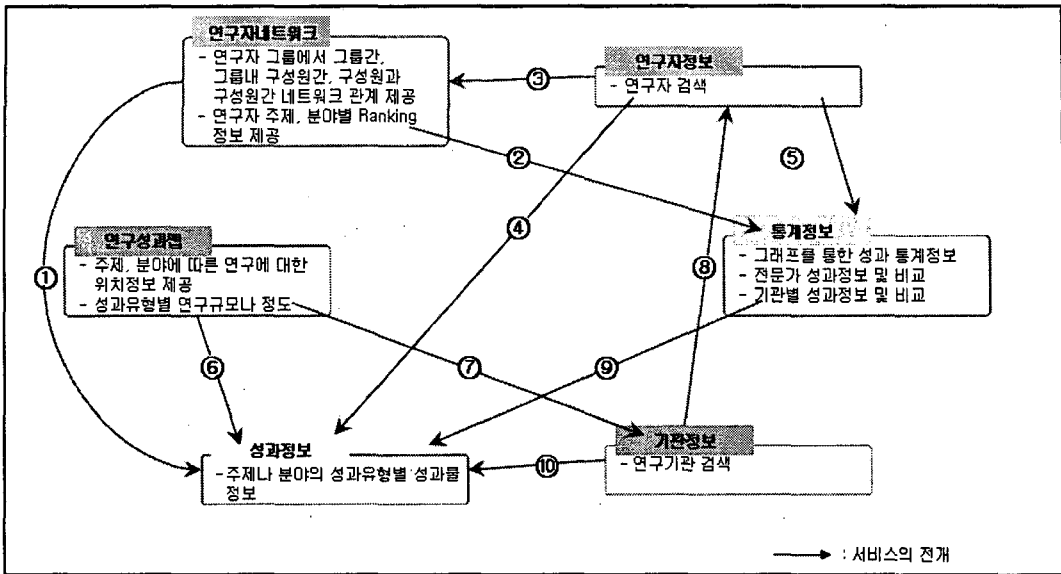 연구자네트워크
- 연구자 그룹에서 그룹간,
그룹내 구성원간, 구성원과
구성원간 네트워크 관계 제공
- 연구자 주제, 분야별 Ranking
정보 제공
③
연구자정보
- 연구자 검색
②
⑤
④
①
연구성과맵
- 주제, 분야에 따른 연구에 대한
위치정보 제공
- 성과유형별 연구규모나 정도
⑧
통계정보
- 그래프를 통한 성과 통계정보
- 전문가 성과정보 및 비교
- 기관별 성과정보 및 비교
⑥
⑦
⑨
성과정보
- 주제나 분야의 성과유형별 성과물
정보
⑩
기관정보
- 연구기관 검색
: 서비스의 전개